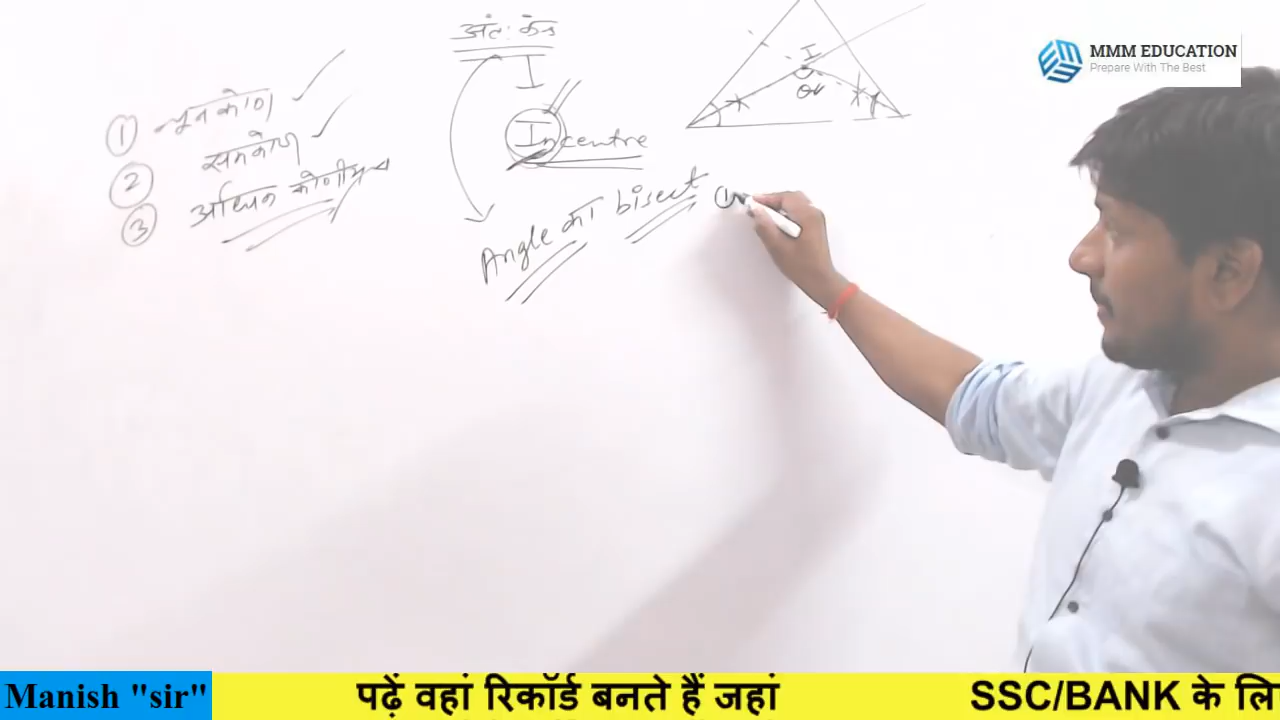 अंतः केन्द्र
I
Incentre
① न्यूनकोण
② समकोण
③ अधिक कोणीय
Angle का bisect
I
MMM EDUCATION
Prepare With The Best
Manish "sir"
पढ़ें वहां रिकॉर्ड बनते हैं जहां
SSC/BANK के लि